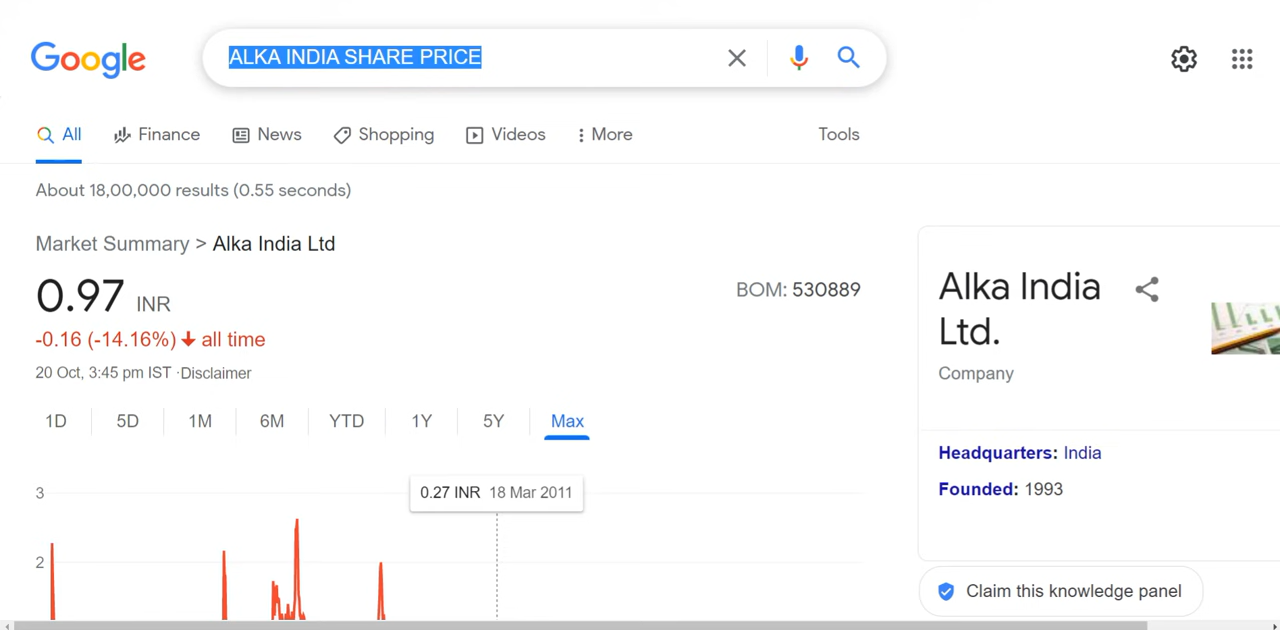 Google
ALKA INDIA SHARE PRICE
All Finance News Shopping Videos More Tools
About 18,00,000 results (0.55 seconds)
Market Summary > Alka India Ltd
0.97 INR
BOM: 530889
-0.16 (-14.16%) all time
20 Oct, 3:45 pm IST ·Disclaimer
1D 5D 1M 6M YTD 1Y 5Y Max
0.27 INR 18 Mar 2011
3
2
Alka India
Ltd.
Company
Headquarters: India
Founded: 1993
Claim this knowledge panel